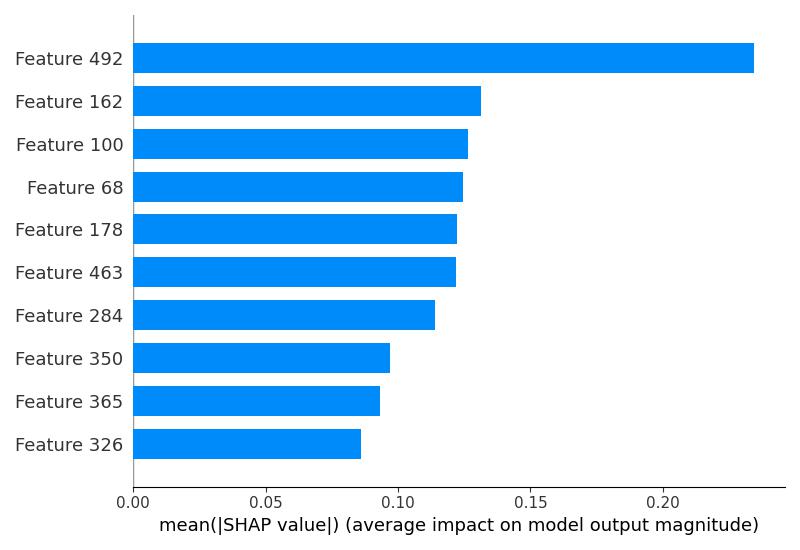 Feature 492
Feature 162
Feature 100
Feature 68
Feature 178
Feature 463
Feature 284
Feature 350
Feature 365
Feature 326
0.00 0.05 0.10 0.15 0.20
mean(|SHAP value|) (average impact on model output magnitude)